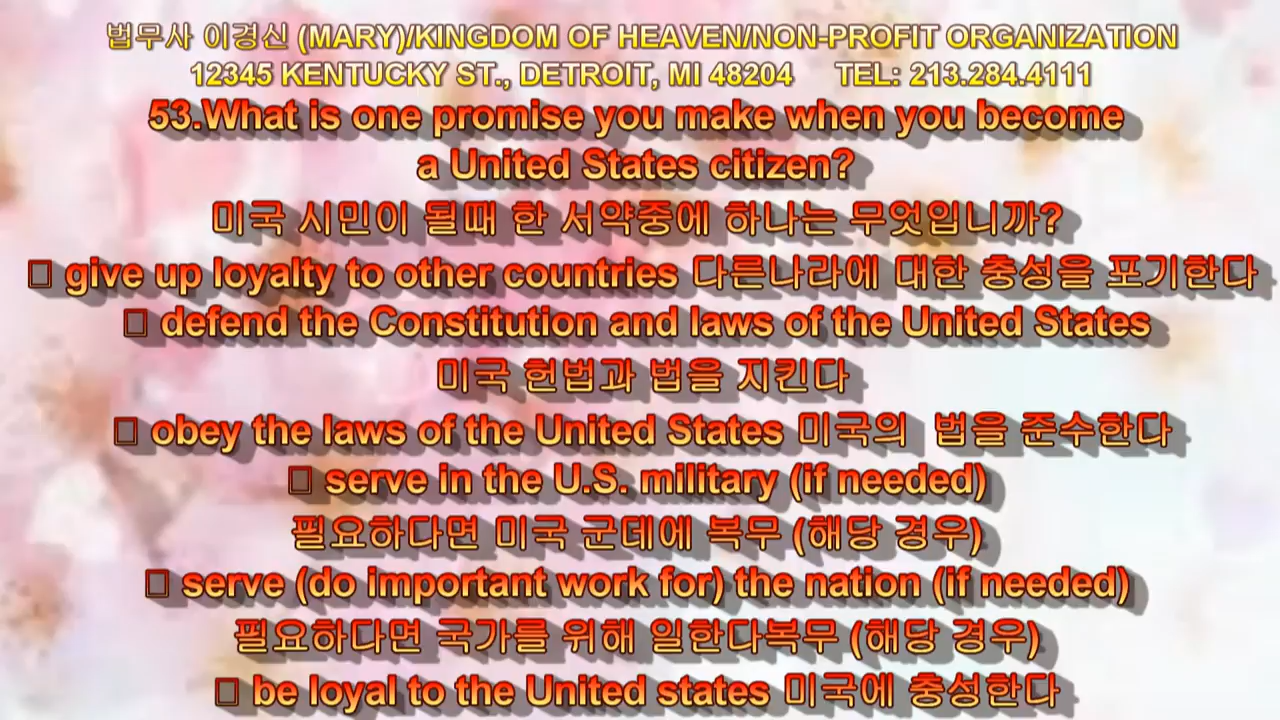 법무사 이경신 (MARY)/KINGDOM OF HEAVEN/NON-PROFIT ORGANIZATION
12345 KENTUCKY ST., DETROIT, MI 48204 TEL: 213.284.4111
53.What is one promise you make when you become
a United States citizen?
미국 시민이 될때 한 서약중에 하나는 무엇입니까?
□ give up loyalty to other countries 다른나라에 대한 충성을 포기한다
□ defend the Constitution and laws of the United States
미국 헌법과 법을 지킨다
□ obey the laws of the United States 미국의 법을 준수한다
□ serve in the U.S. military (if needed)
필요하다면 미국 군데에 복무 (해당 경우)
□ serve (do important work for) the nation (if needed)
필요하다면 국가를 위해 일한다복무 (해당 경우)
□ be loyal to the United states 미국에 충성한다